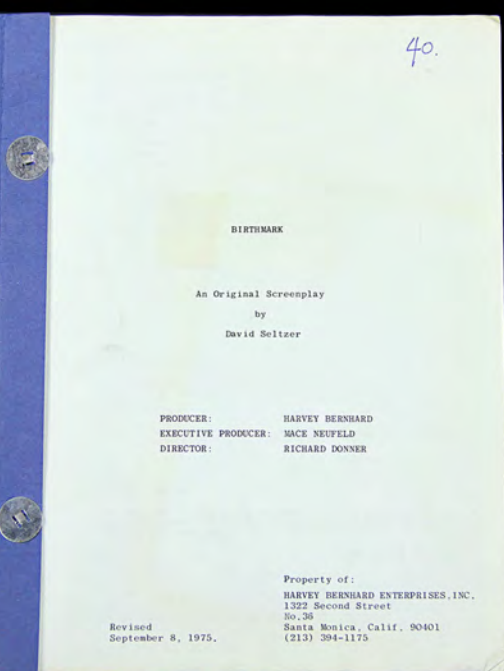 40.
BIRTHMARK
An Original Screenplay
by
David Seltzer
PRODUCER: HARVEY BERNHARD
EXECUTIVE PRODUCER: MACE NEUFELD
DIRECTOR: RICHARD DONNER
Property of:
HARVEY BERNHARD ENTERPRISES,INC.
1322 Second Street
No.36
Revised Santa Monica, Calif. 90401
September 8, 1975. (213) 394-1175